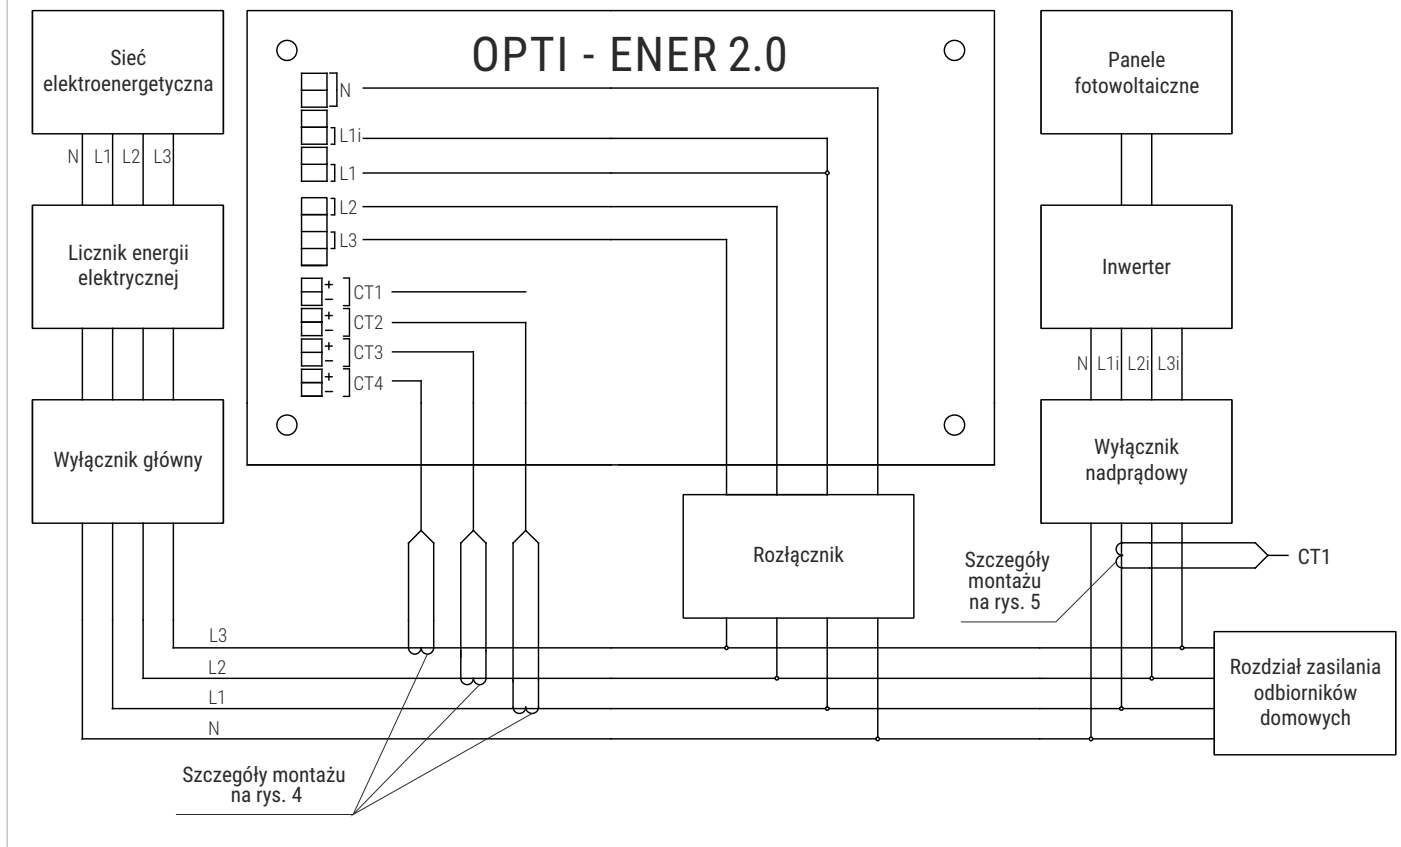 Sieć
elektroenergetyczna
N L1 L2 L3
Licznik energii
elektrycznej
Wyłącznik główny
OPTI - ENER 2.0
N
L1i
L1
L2
L3
+
− CT1
+
− CT2
+
− CT3
+
− CT4
Panele
fotowoltaiczne
Inwerter
N L1i L2i L3i
Wyłącznik
nadprądowy
Rozłącznik
Szczegóły
montażu
na rys. 5
CT1
L3
L2
L1
N
Rozdział zasilania
odbiorników
domowych
Szczegóły montażu
na rys. 4